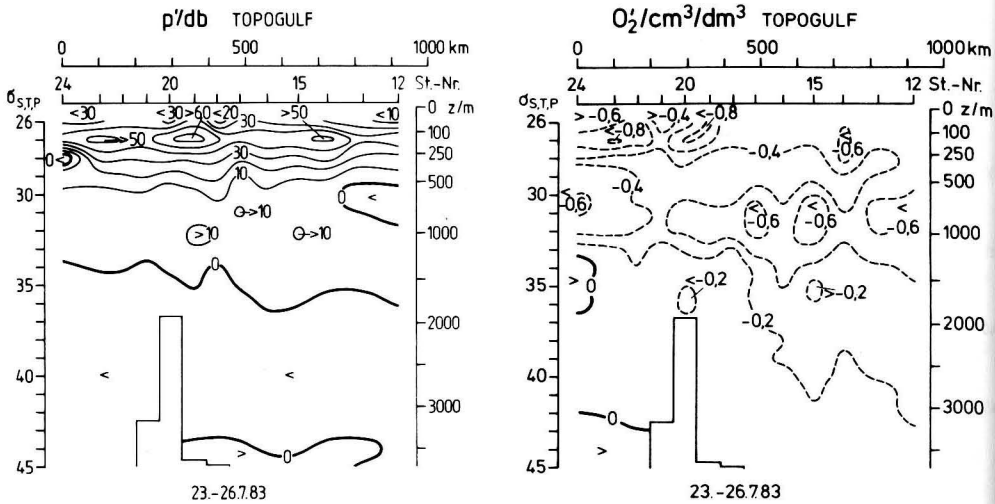 p'/db TOPOGULF
0 500 1000 km
24 20 15 12 St.-Nr.
σS,T,P <30 <30 >60 <20 >50 <10 0 z/m
26 30 100
>50
0< 30 250
10 500
30 0 <
>10
>10 >10 1000
0
35
2000
< <
40
3000
> 0
45
23.-26.7.83
O₂'/cm³/dm³ TOPOGULF
0 500 1000 km
24 20 15 12 St.-Nr.
σS,T,P >-0,6 >-0,4 <-0,8 0 z/m
26 <-0,8 < 100
-0,6
-0,4 250
-0,4 500
30 < < < <
-0,6 -0,6 -0,6 -0,6 1000
> <-0,2
35 0 >-0,2
-0,2 2000
40
3000
0
>
45
23.-26.7.83